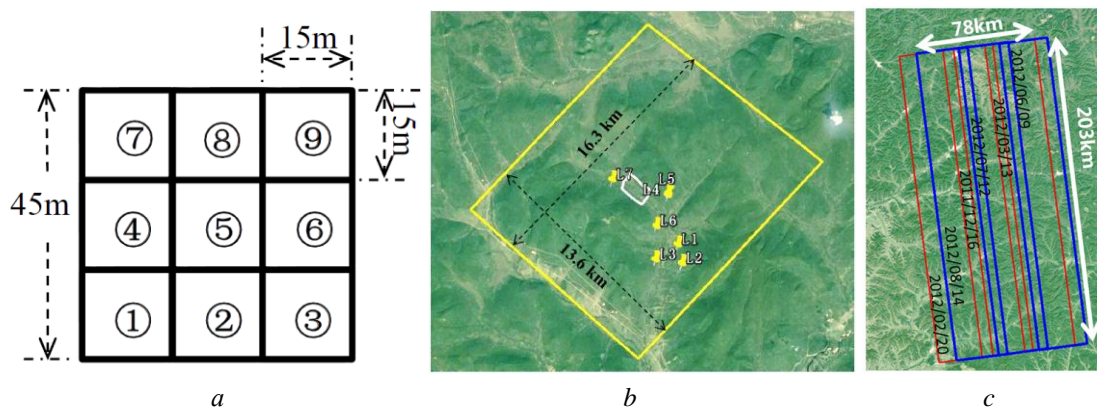 15m
15m
45m
⑦ ⑧ ⑨
④ ⑤ ⑥
① ② ③
a
16.3 km
13.6 km
L7
L4
L5
L6
L1
L3
L2
b
78km
203km
2012/06/09
2012/03/13
2012/07/12
2011/12/16
2012/08/14
2012/02/20
c